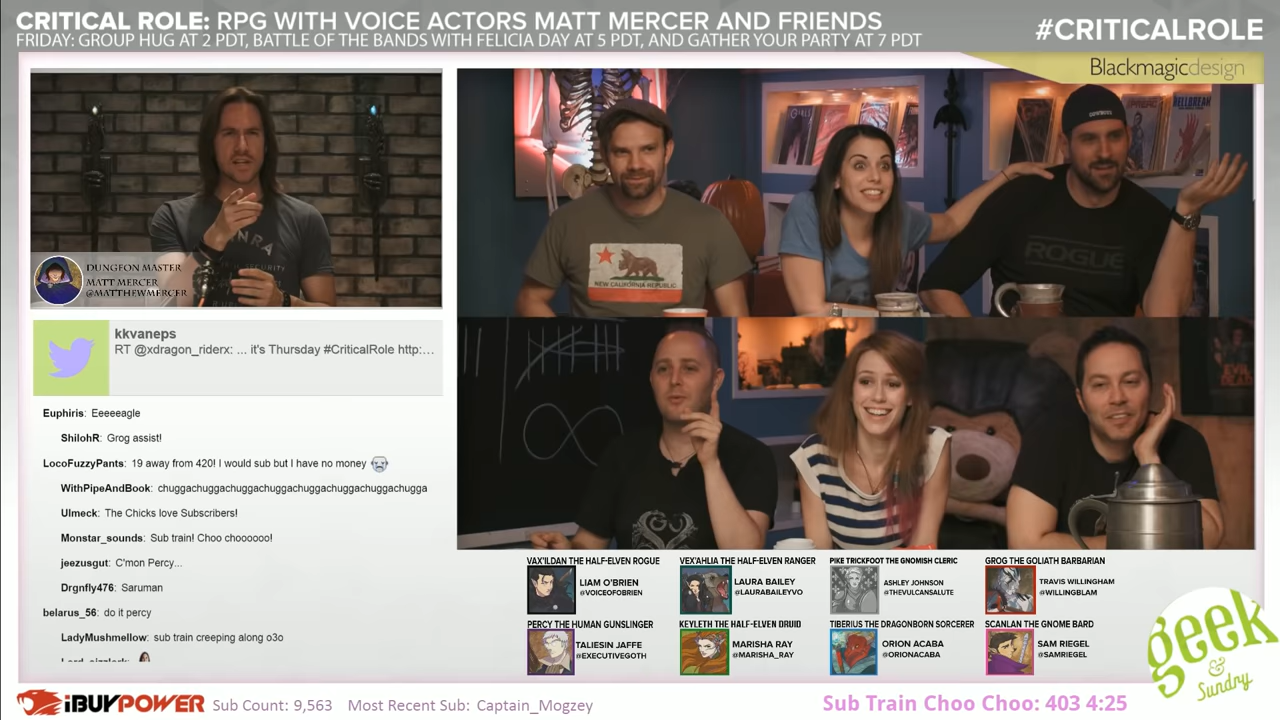 CRITICAL ROLE: RPG WITH VOICE ACTORS MATT MERCER AND FRIENDS
FRIDAY: GROUP HUG AT 2 PDT, BATTLE OF THE BANDS WITH FELICIA DAY AT 5 PDT, AND GATHER YOUR PARTY AT 7 PDT
#CRITICALROLE
Blackmagicdesign
DUNGEON MASTER
MATT MERCER
@MATTHEWMERCER
NEW CALIFORNIA REPUBLIC
ROGUE
HELLBREAK
EVIL
DEAD
kkvaneps
RT @xdragon_riderx: ... it's Thursday #CriticalRole http:...
Euphiris: Eeeeeagle
ShilohR: Grog assist!
LocoFuzzyPants: 19 away from 420! I would sub but I have no money
WithPipeAndBook: chuggachuggachuggachuggachuggachuggachuggachugga
Ulmeck: The Chicks love Subscribers!
Monstar_sounds: Sub train! Choo chooooooo!
jeezusgut: C'mon Percy...
Drgnfly476: Saruman
belarus_56: do it percy
LadyMushmellow: sub train creeping along o3o
VAX'ILDAN THE HALF-ELVEN ROGUE
LIAM O'BRIEN
@VOICEOFOBRIEN
VEX'AHLIA THE HALF-ELVEN RANGER
LAURA BAILEY
@LAURABAILEYVO
PIKE TRICKFOOT THE GNOMISH CLERIC
ASHLEY JOHNSON
@THEVULCANSALUTE
GROG THE GOLIATH BARBARIAN
TRAVIS WILLINGHAM
@WILLINGBLAM
PERCY THE HUMAN GUNSLINGER
TALIESIN JAFFE
@EXECUTIVEGOTH
KEYLETH THE HALF-ELVEN DRUID
MARISHA RAY
@MARISHA_RAY
TIBERIUS THE DRAGONBORN SORCERER
ORION ACABA
@ORIONACABA
SCANLAN THE GNOME BARD
SAM RIEGEL
@SAMRIEGEL
geek
&
Sundry
iBUYPOWER
Sub Count: 9,563 Most Recent Sub: Captain_Mogzey
Sub Train Choo Choo: 403 4:25